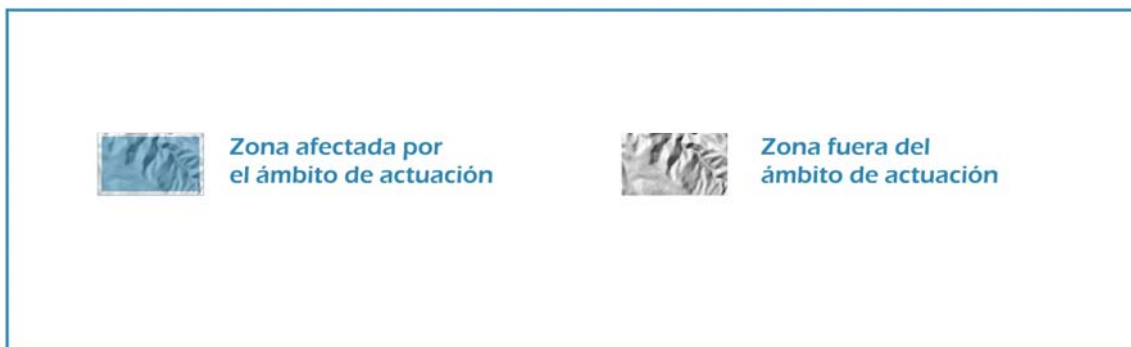 Zona afectada por
el ámbito de actuación
Zona fuera del
ámbito de actuación